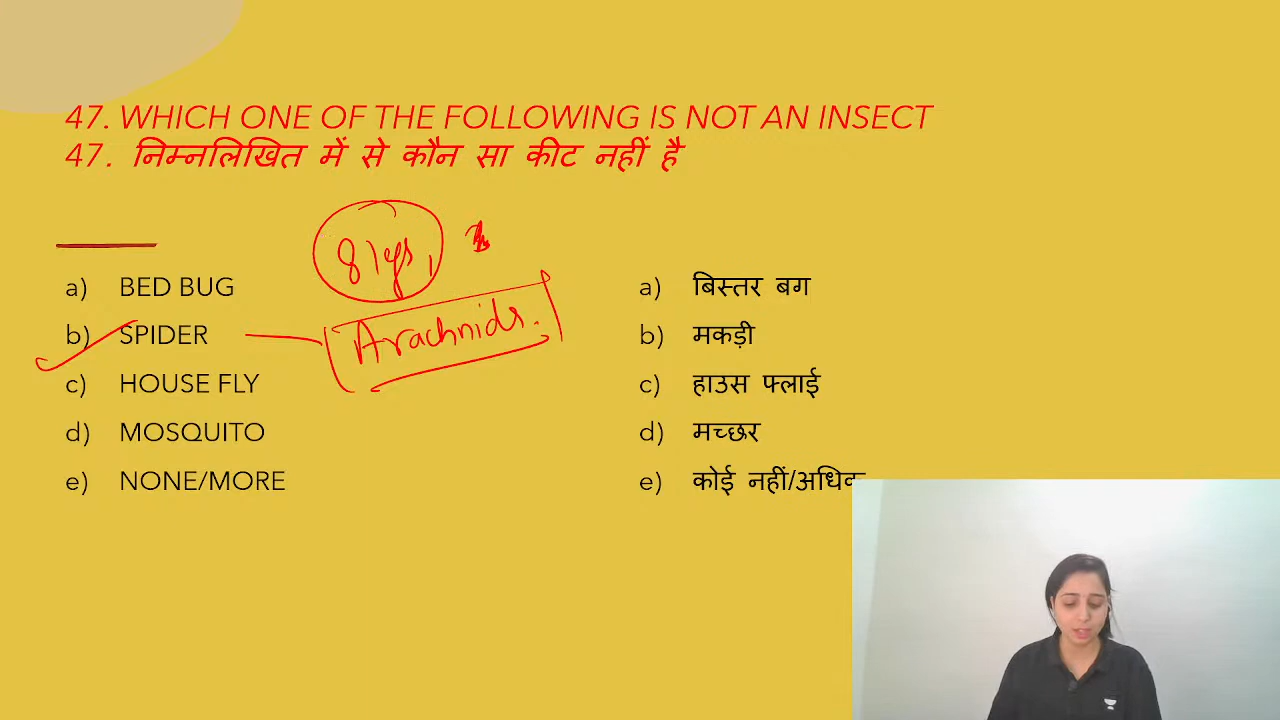 47. WHICH ONE OF THE FOLLOWING IS NOT AN INSECT
47. निम्नलिखित में से कौन सा कीट नहीं है
8 legs,
a) BED BUG
b) SPIDER
Arachnids.
c) HOUSE FLY
d) MOSQUITO
e) NONE/MORE
a) बिस्तर बग
b) मकड़ी
c) हाउस फ्लाई
d) मच्छर
e) कोई नहीं/अधिक